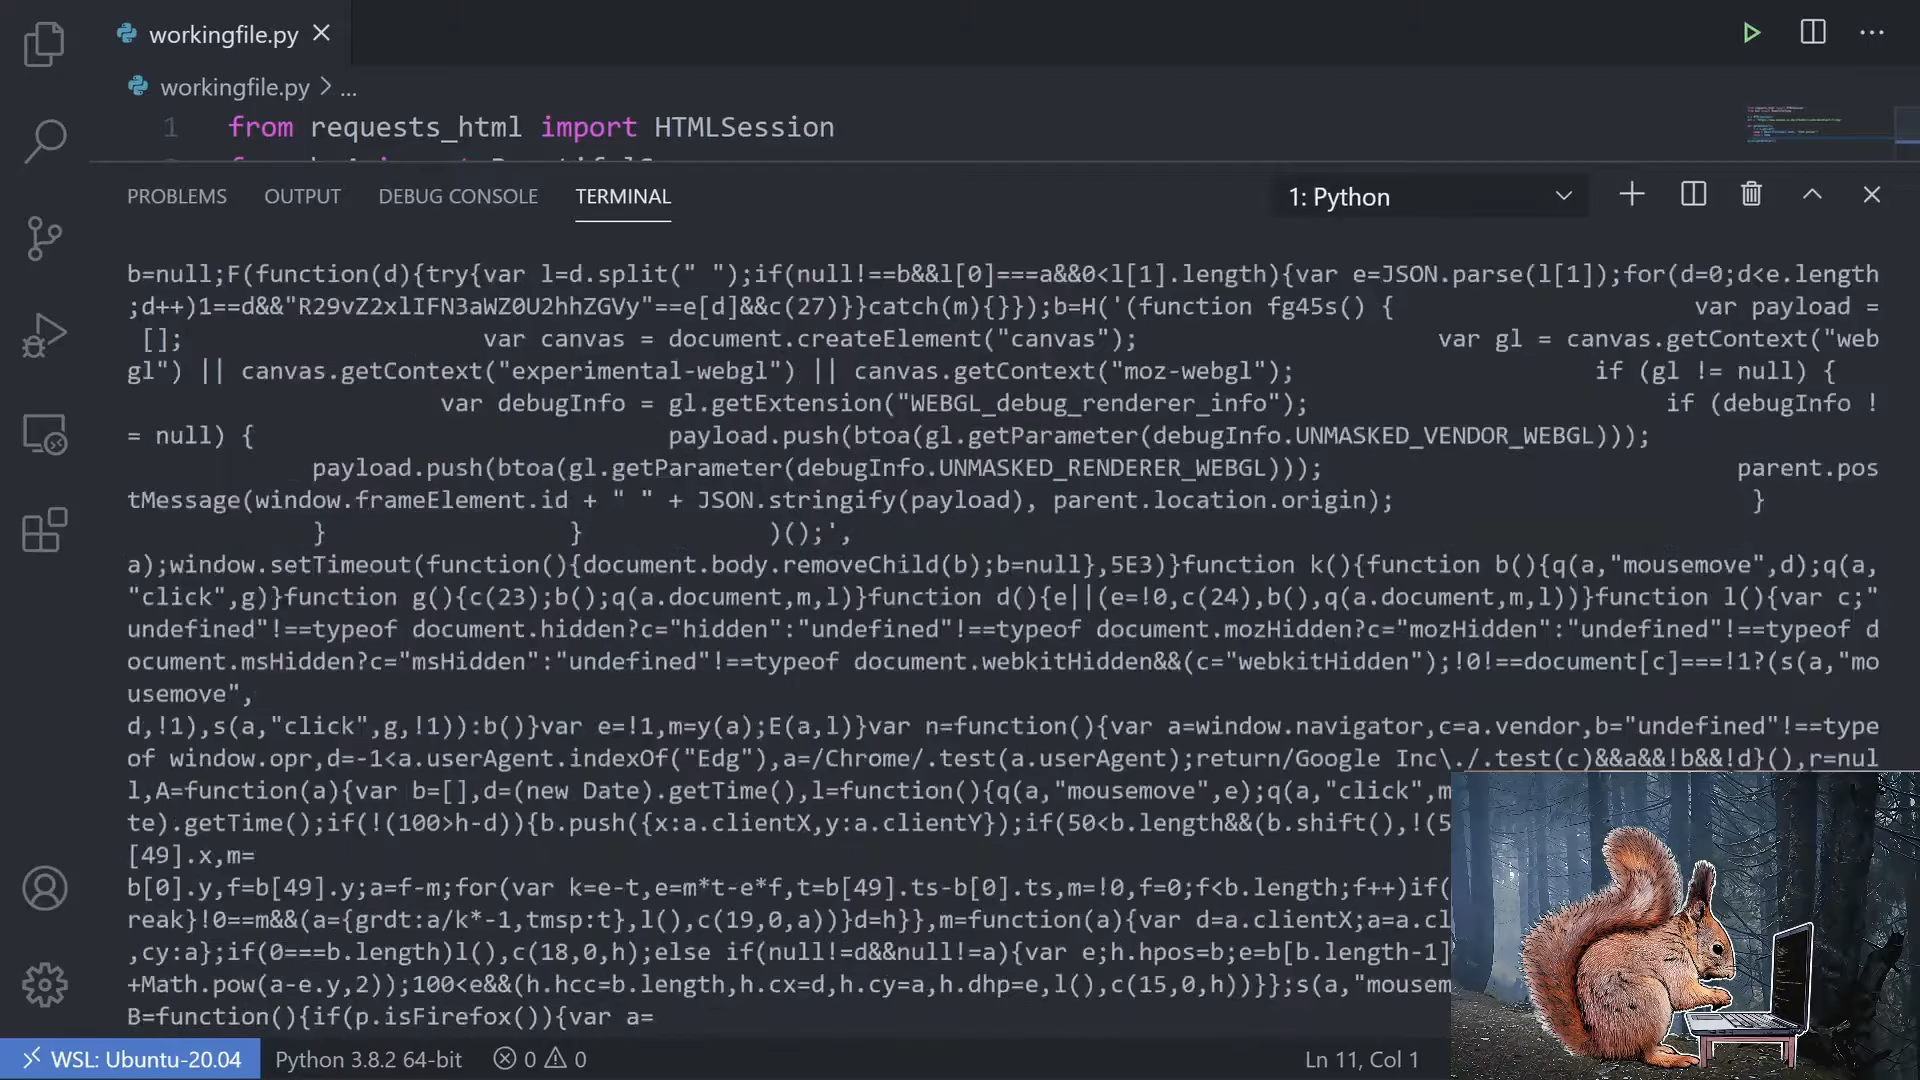 workingfile.py
workingfile.py > ...
1 from requests_html import HTMLSession
PROBLEMS OUTPUT DEBUG CONSOLE TERMINAL 1: Python
b=null;F(function(d){try{var l=d.split(" ");if(null!==b&&l[0]===a&&0<l[1].length){var e=JSON.parse(l[1]);for(d=0;d<e.length
;d++)1==d&&"R29vZ2xlIFN3aWZ0U2hhZGVy"==e[d]&&c(27)}}catch(m){}});b=H('(function fg45s() { var payload =
[]; var canvas = document.createElement("canvas"); var gl = canvas.getContext("web
gl") || canvas.getContext("experimental-webgl") || canvas.getContext("moz-webgl"); if (gl != null) {
var debugInfo = gl.getExtension("WEBGL_debug_renderer_info"); if (debugInfo !
= null) { payload.push(btoa(gl.getParameter(debugInfo.UNMASKED_VENDOR_WEBGL)));
payload.push(btoa(gl.getParameter(debugInfo.UNMASKED_RENDERER_WEBGL))); parent.pos
tMessage(window.frameElement.id + " " + JSON.stringify(payload), parent.location.origin); }
} } )();',
a);window.setTimeout(function(){document.body.removeChild(b);b=null},5E3)}function k(){function b(){q(a,"mousemove",d);q(a,
"click",g)}function g(){c(23);b();q(a.document,m,l)}function d(){e||(e=!0,c(24),b(),q(a.document,m,l))}function l(){var c;"
undefined"!==typeof document.hidden?c="hidden":"undefined"!==typeof document.mozHidden?c="mozHidden":"undefined"!==typeof d
ocument.msHidden?c="msHidden":"undefined"!==typeof document.webkitHidden&&(c="webkitHidden");!0!==document[c]===!1?(s(a,"mo
usemove",
d,!1),s(a,"click",g,!1)):b()}var e=!1,m=y(a);E(a,l)}var n=function(){var a=window.navigator,c=a.vendor,b="undefined"!==type
of window.opr,d=-1<a.userAgent.indexOf("Edg"),a=/Chrome/.test(a.userAgent);return/Google Inc\./.test(c)&&a&&!b&&!d}(),r=nul
l,A=function(a){var b=[],d=(new Date).getTime(),l=function(){q(a,"mousemove",e);q(a,"click",m
te).getTime();if(!(100>h-d)){b.push({x:a.clientX,y:a.clientY});if(50<b.length&&(b.shift(),!(5
[49].x,m=
b[0].y,f=b[49].y;a=f-m;for(var k=e-t,e=m*t-e*f,t=b[49].ts-b[0].ts,m=!0,f=0;f<b.length;f++)if(
reak}!0==m&&(a={grdt:a/k*-1,tmsp:t},l(),c(19,0,a))}d=h}},m=function(a){var d=a.clientX;a=a.cl
,cy:a};if(0===b.length)l(),c(18,0,h);else if(null!=d&&null!=a){var e;h.hpos=b;e=b[b.length-1]
+Math.pow(a-e.y,2));100<e&&(h.hcc=b.length,h.cx=d,h.cy=a,h.dhp=e,l(),c(15,0,h))}};s(a,"mousem
B=function(){if(p.isFirefox()){var a=
WSL: Ubuntu-20.04 Python 3.8.2 64-bit 0 0 Ln 11, Col 1